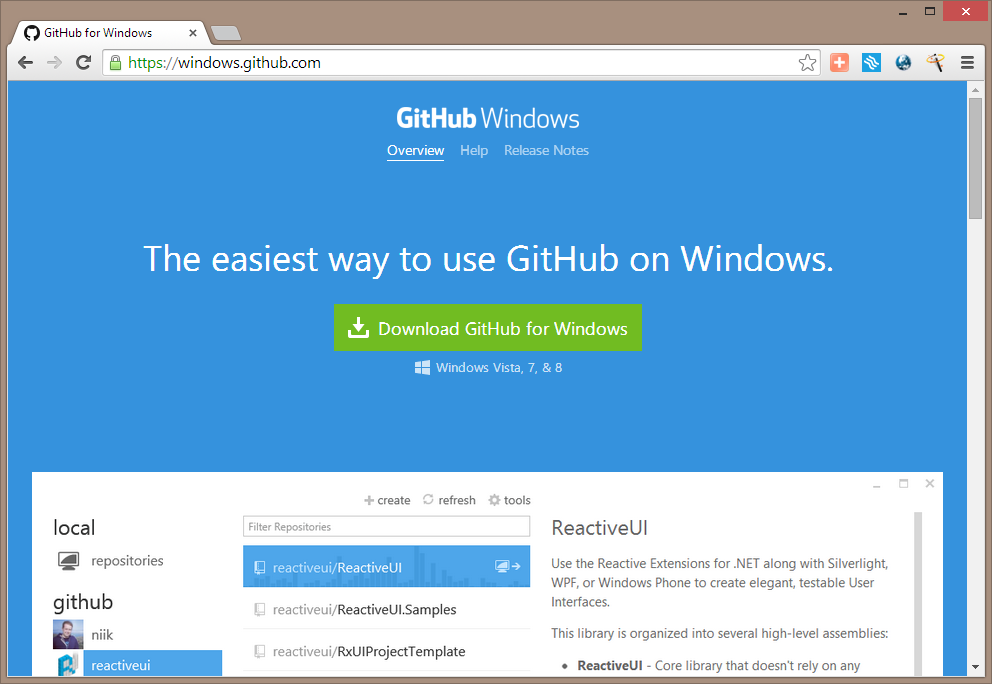 GitHub for Windows
https://windows.github.com
GitHub Windows
Overview Help Release Notes
The easiest way to use GitHub on Windows.
Download GitHub for Windows
Windows Vista, 7, & 8
create refresh tools
local
repositories
github
niik
reactiveui
Filter Repositories
reactiveui/ReactiveUI
reactiveui/ReactiveUI.Samples
reactiveui/RxUIProjectTemplate
ReactiveUI
Use the Reactive Extensions for .NET along with Silverlight,
WPF, or Windows Phone to create elegant, testable User
Interfaces.
This library is organized into several high-level assemblies:
• ReactiveUI - Core library that doesn't rely on any